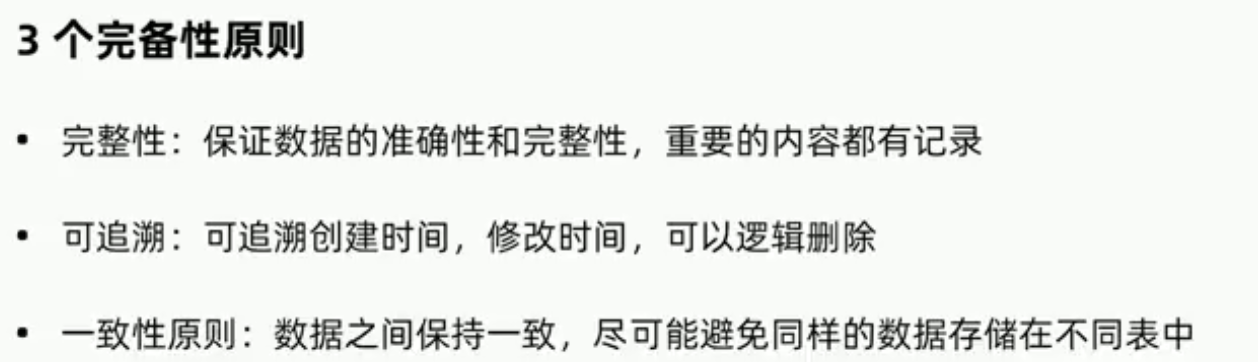 3 个完备性原则
• 完整性：保证数据的准确性和完整性，重要的内容都有记录
• 可追溯：可追溯创建时间，修改时间，可以逻辑删除
• 一致性原则：数据之间保持一致，尽可能避免同样的数据存储在不同表中